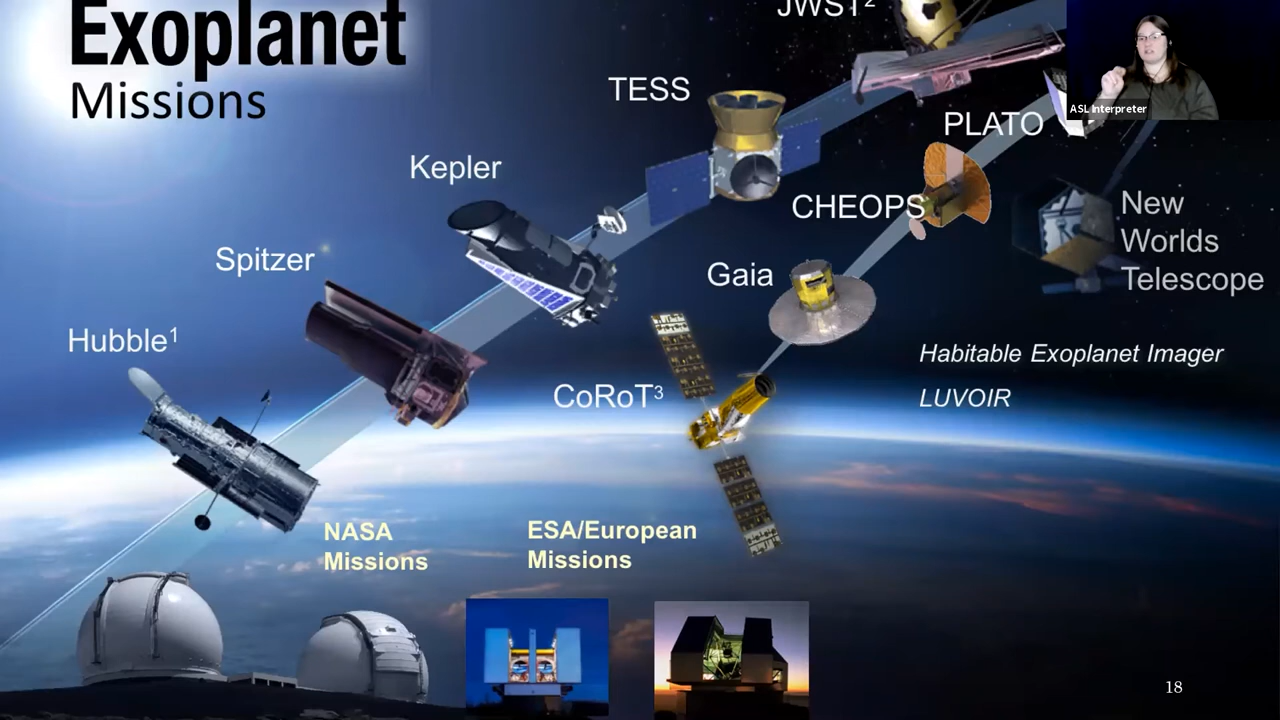 Exoplanet
Missions
JWST²
TESS
ASL Interpreter
PLATO
Kepler
CHEOPS
New
Worlds
Telescope
Spitzer
Gaia
Hubble¹
Habitable Exoplanet Imager
LUVOIR
CoRoT³
NASA
Missions
ESA/European
Missions
18